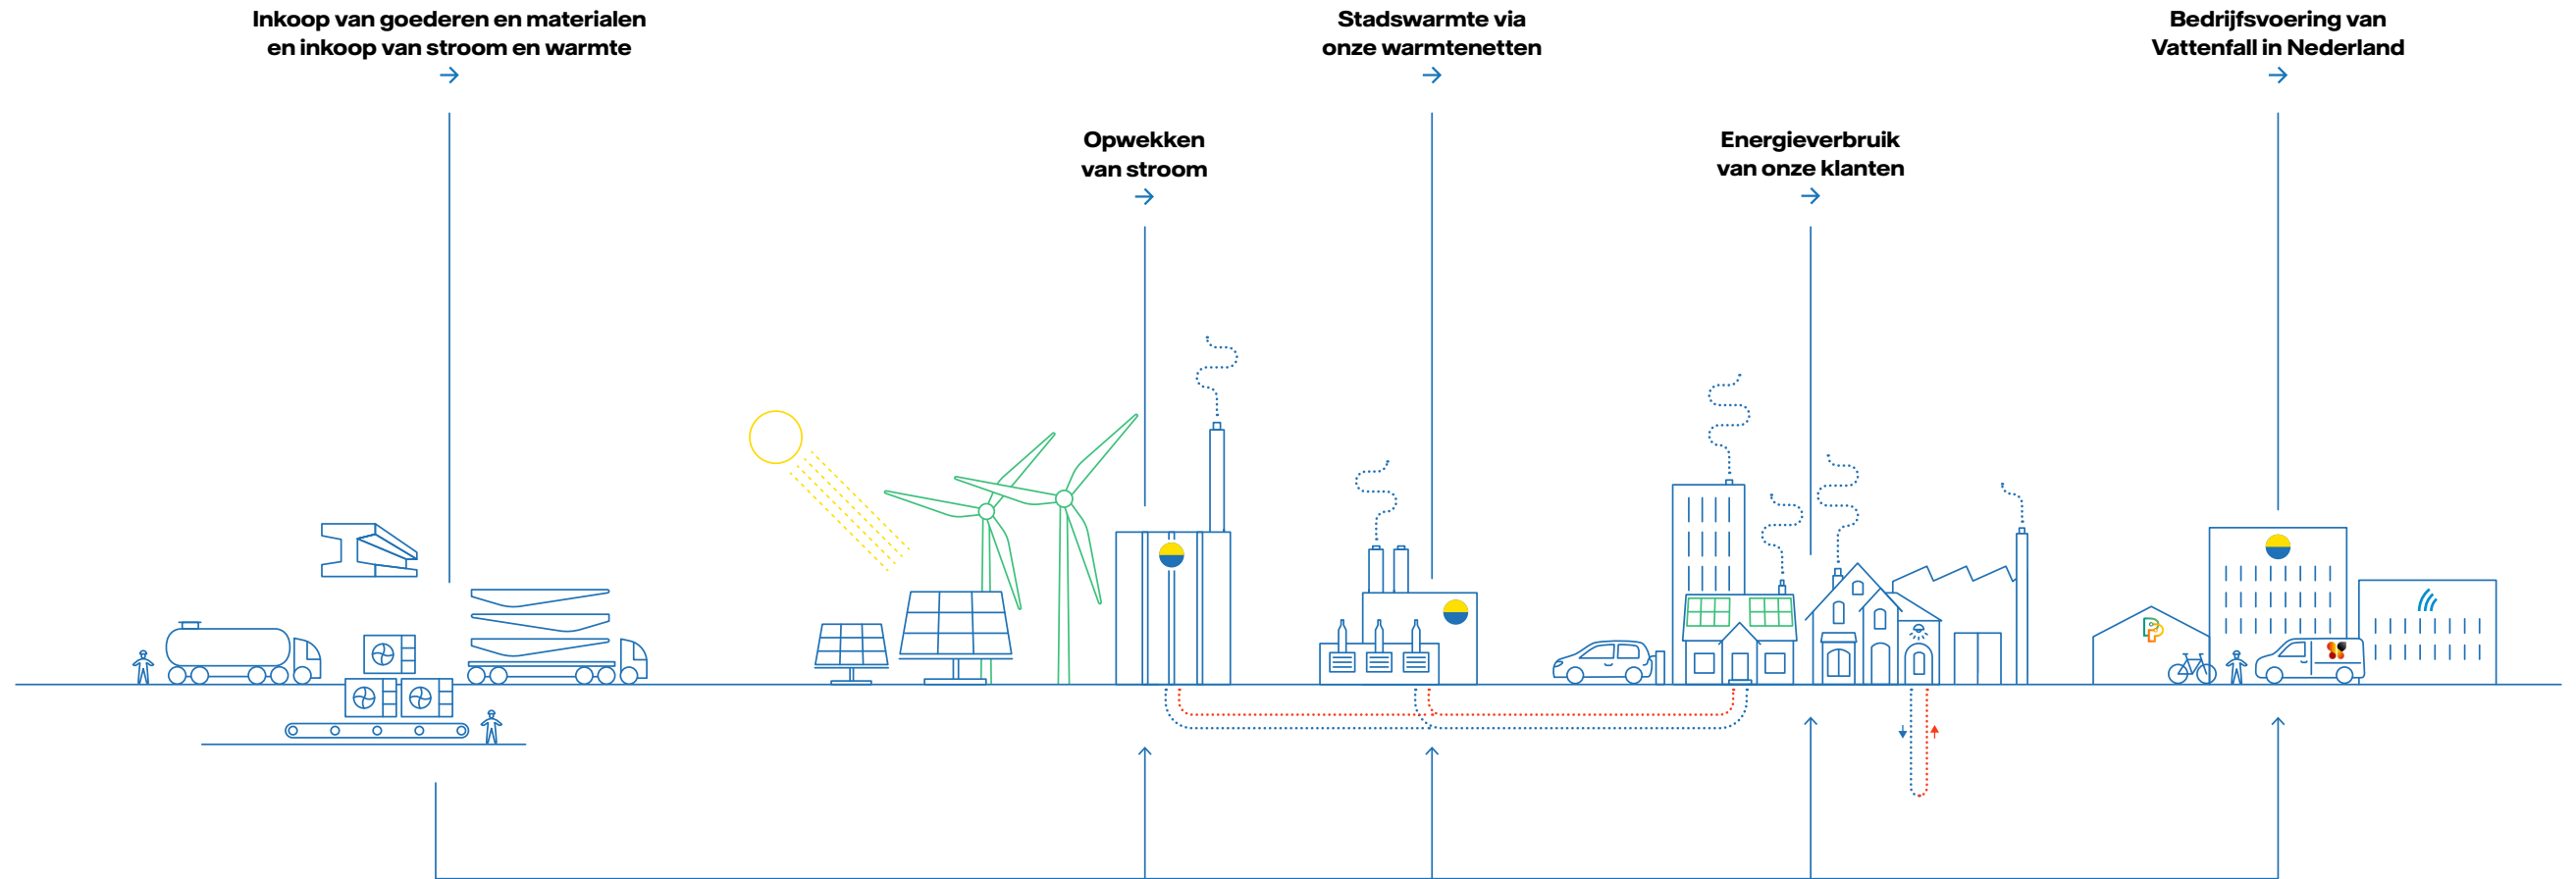 Inkoop van goederen en materialen
en inkoop van stroom en warmte
Opwekken
van stroom
Stadswarmte via
onze warmtenetten
Energieverbruik
van onze klanten
Bedrijfsvoering van
Vattenfall in Nederland